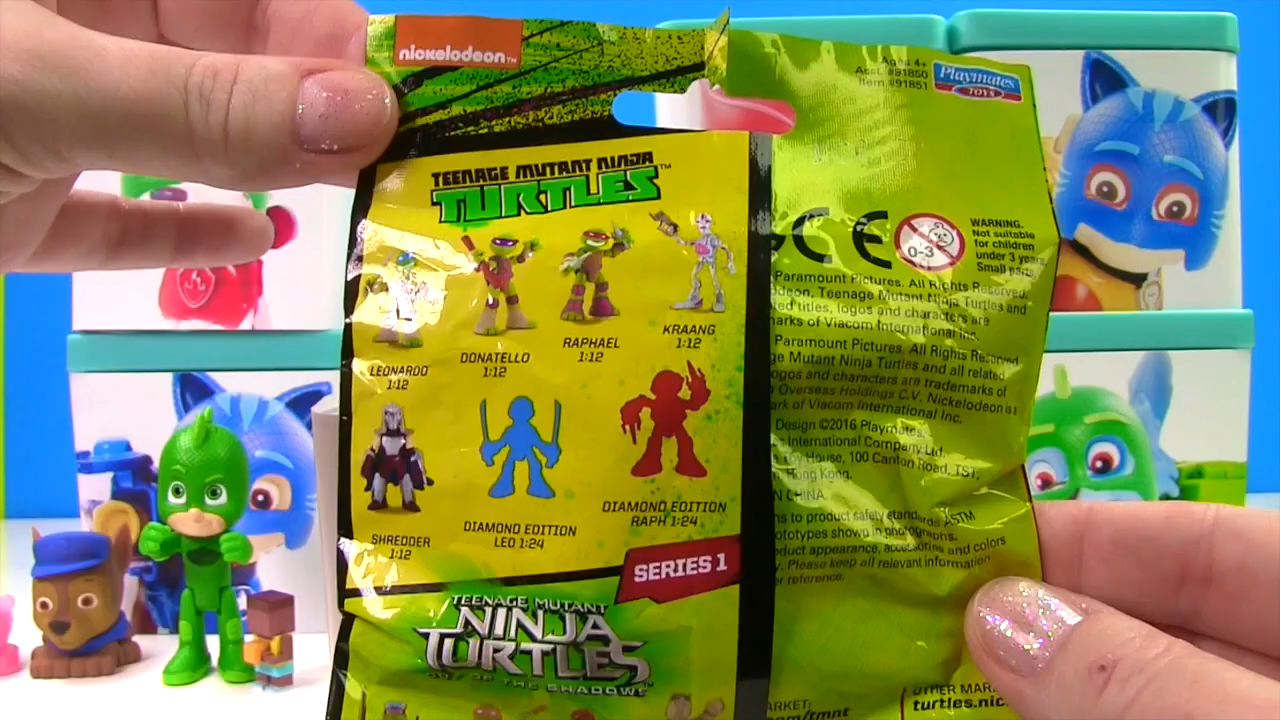 nickelodeon™
TEENAGE MUTANT NINJA
TURTLES™
LEONARDO
1:12
DONATELLO
1:12
RAPHAEL
1:12
KRAANG
1:12
SHREDDER
1:12
DIAMOND EDITION
LEO 1:24
DIAMOND EDITION
RAPH 1:24
SERIES 1
TEENAGE MUTANT
NINJA
TURTLES
OUT OF THE SHADOWS
Ages 4+
Asst. #91850
Item #91851
Playmates
TOYS
CE
0-3
WARNING.
Not suitable
for children
under 3 years.
Small parts.
Paramount Pictures. All Rights Reserved.
Teenage Mutant Ninja Turtles and
titles, logos and characters are
of Viacom International Inc.
Paramount Pictures. All Rights Reserved
Mutant Ninja Turtles and all related
logos and characters are trademarks of
Overseas Holdings C.V. Nickelodeon is a
of Viacom International Inc.
Design ©2016 Playmates
International Company Ltd.
Toy House, 100 Canton Road, TST,
Hong Kong.
CHINA.
to product safety standards ASTM
shown in photographs.
appearance, accessories and colors
Please keep all relevant information
reference.
/tmnt
OTHER
turtles.nic